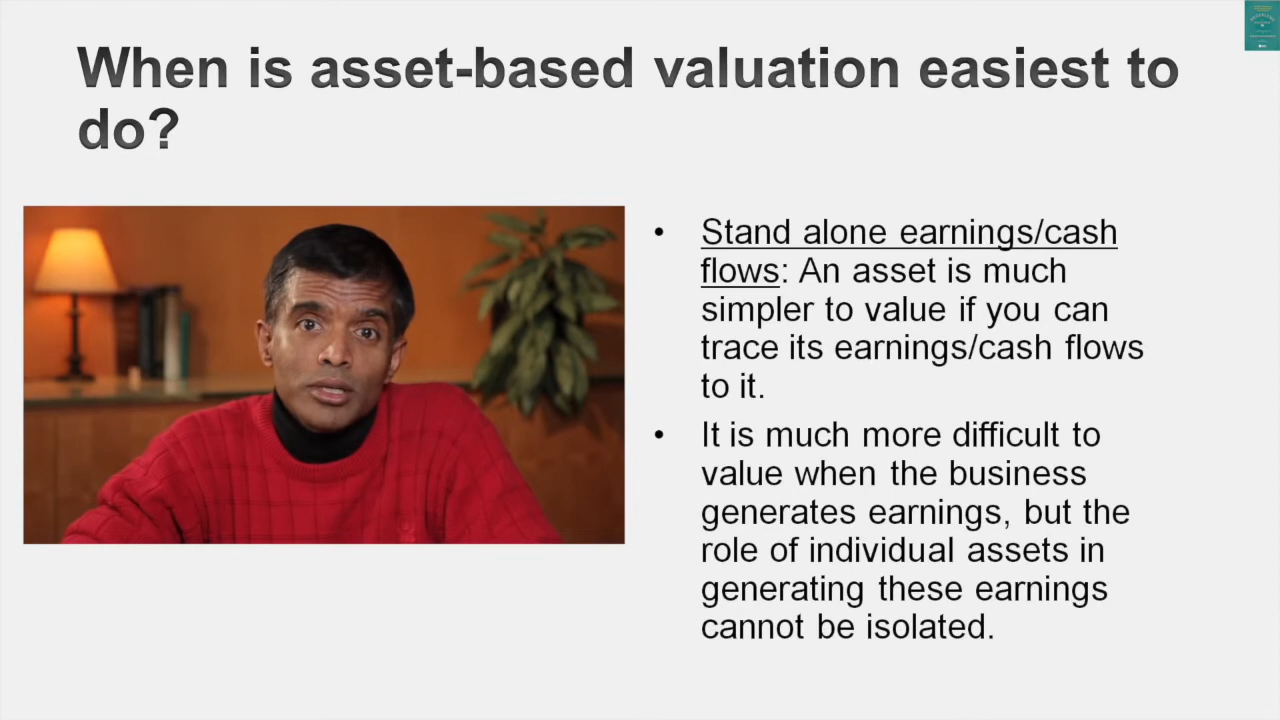 When is asset-based valuation easiest to
do?
• Stand alone earnings/cash
flows: An asset is much
simpler to value if you can
trace its earnings/cash flows
to it.
• It is much more difficult to
value when the business
generates earnings, but the
role of individual assets in
generating these earnings
cannot be isolated.